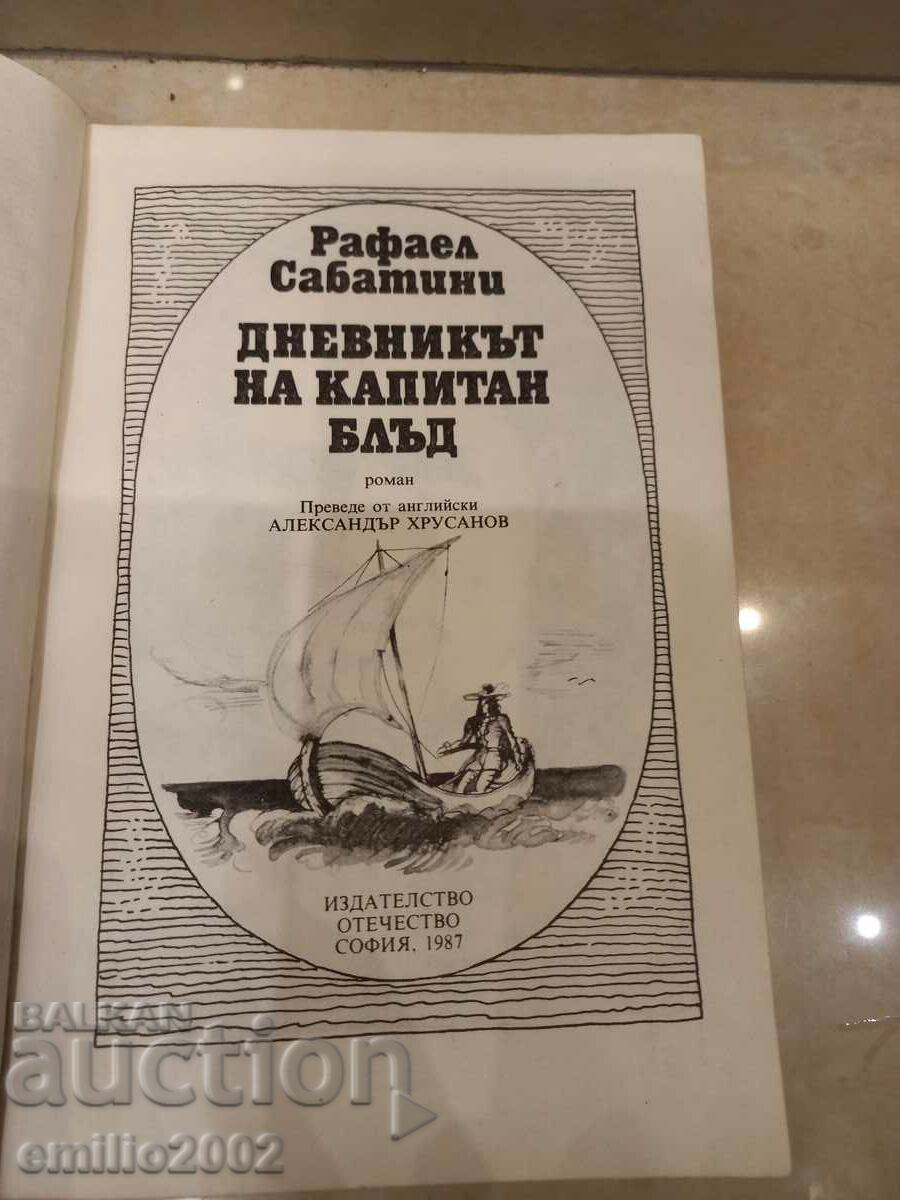 Рафаел
Сабатини
ДНЕВНИКЪТ
НА КАПИТАН
БЛЪД
роман
Преведе от английски
АЛЕКСАНДЪР ХРУСАНОВ
ИЗДАТЕЛСТВО
ОТЕЧЕСТВО
СОФИЯ, 1987
BALKAN
auction
emilio2002